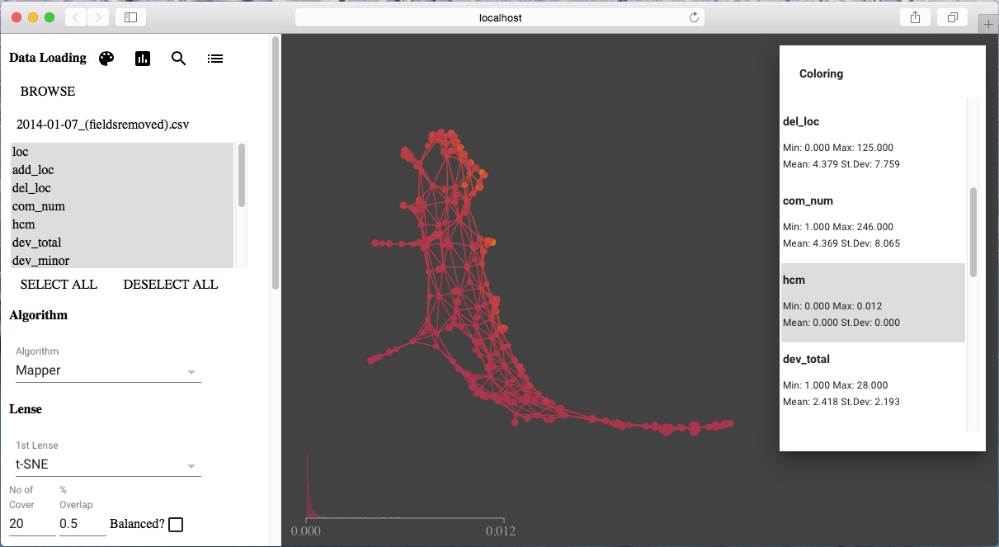 localhost
Data Loading
BROWSE
2014-01-07_(fieldsremoved).csv
loc
add_loc
del_loc
com_num
hcm
dev_total
dev_minor
SELECT ALL DESELECT ALL
Algorithm
Algorithm
Mapper
Lense
1st Lense
t-SNE
No of Cover
% Overlap
20
0.5
Balanced?
0.000
0.012
Coloring
del_loc
Min: 0.000 Max: 125.000
Mean: 4.379 St.Dev: 7.759
com_num
Min: 1.000 Max: 246.000
Mean: 4.369 St.Dev: 8.065
hcm
Min: 0.000 Max: 0.012
Mean: 0.000 St.Dev: 0.000
dev_total
Min: 1.000 Max: 28.000
Mean: 2.418 St.Dev: 2.193